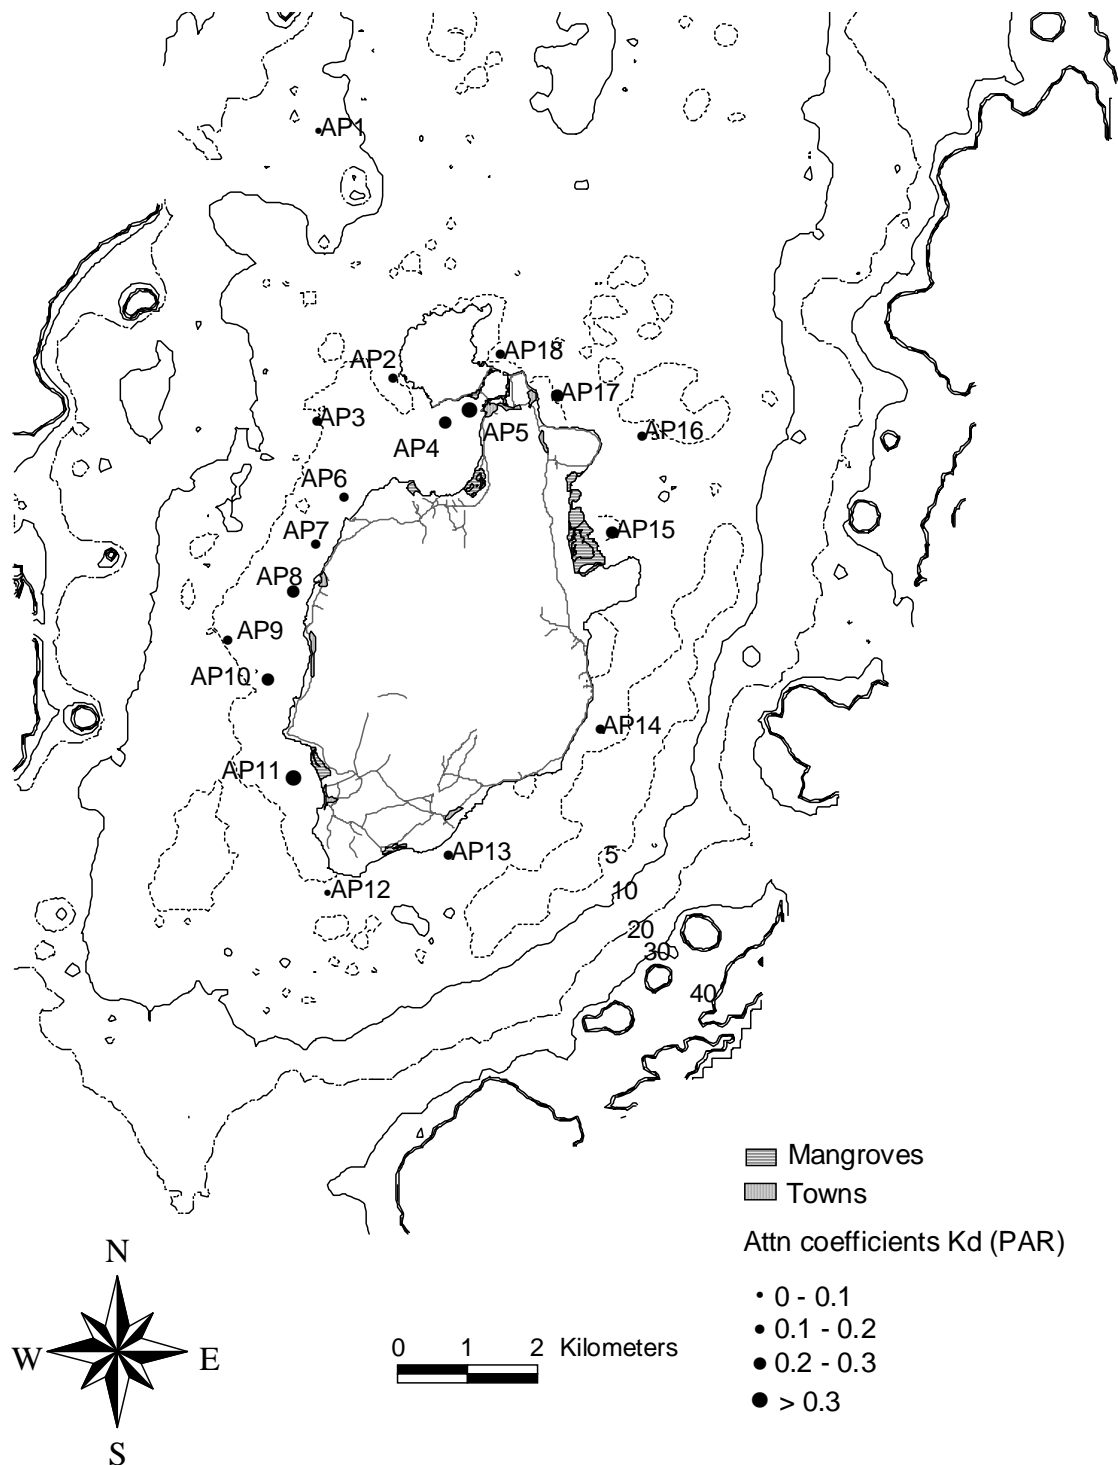 AP1
AP18
AP2
AP17
AP3
AP4
AP5
AP16
AP6
AP7
AP15
AP8
AP9
AP10
AP14
AP11
AP13
5
AP12
10
20
30
40
Mangroves
Towns
Attn coefficients Kd (PAR)
0 - 0.1
0.1 - 0.2
0.2 - 0.3
> 0.3
N
W E
S
0 1 2 Kilometers